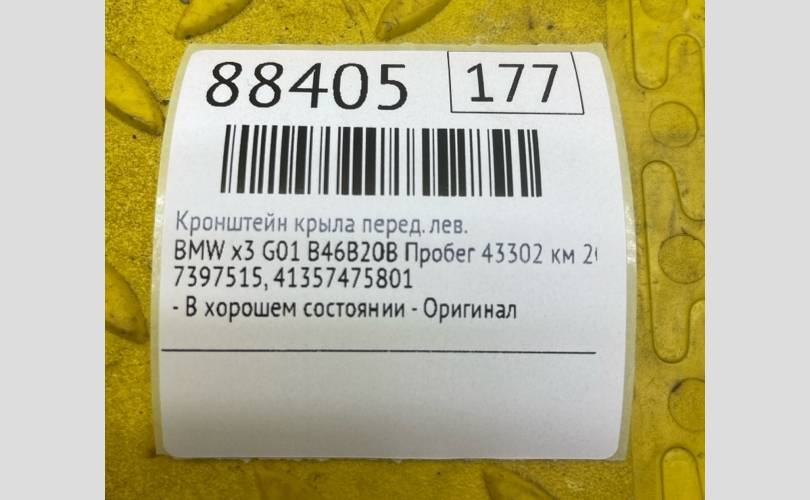 88405 177
Кронштейн крыла перед. лев.
BMW x3 G01 B46B20B Пробег 43302 км
7397515, 41357475801
- В хорошем состоянии - Оригинал